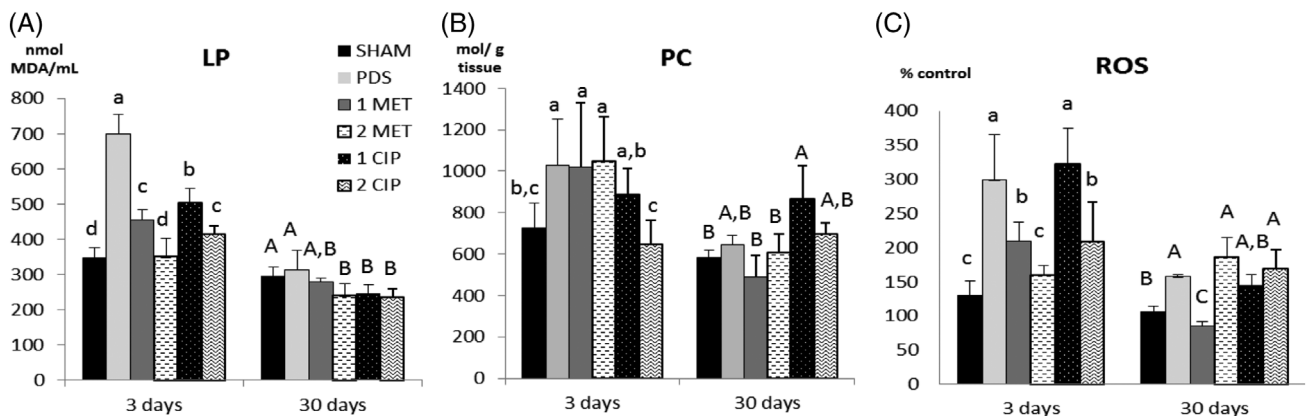 (A)
nmol
MDA/mL
LP
SHAM
PDS
1 MET
2 MET
1 CIP
2 CIP
800
700
600
500
400
300
200
100
0
d a c d b c
A A A,B B B B
3 days 30 days
(B)
mol/ g
tissue
PC
1400
1200
1000
800
600
400
200
0
b,c a a a a,b c
B A,B B B A A,B
3 days 30 days
(C)
% control
ROS
400
350
300
250
200
150
100
50
0
c a b c a b
B A C A A,B A
3 days 30 days